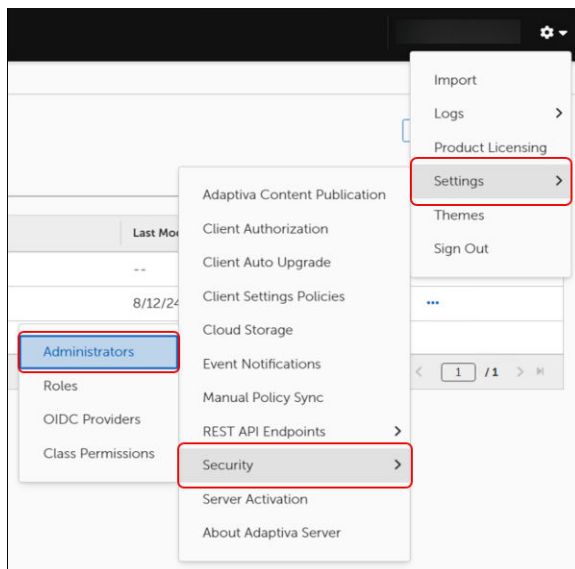 Import
Logs
Product Licensing
Settings
Themes
Sign Out
Adaptiva Content Publication
Client Authorization
Client Auto Upgrade
Client Settings Policies
Cloud Storage
Event Notifications
Manual Policy Sync
REST API Endpoints
Security
Server Activation
About Adaptiva Server
Last Mo
--
8/12/24
...
Administrators
Roles
OIDC Providers
Class Permissions
1 / 1